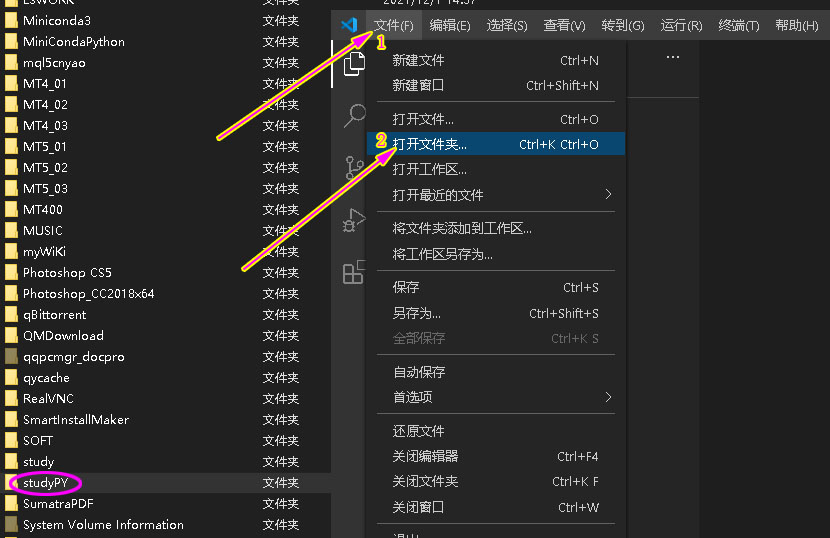 2021/12/1 14:57
Miniconda3 文件夹
MiniCondaPython 文件夹
mql5cnyao 文件夹
MT4_01 文件夹
MT4_02 文件夹
MT4_03 文件夹
MT5_01 文件夹
MT5_02 文件夹
MT5_03 文件夹
MT400 文件夹
MUSIC 文件夹
myWiKi 文件夹
Photoshop CS5 文件夹
Photoshop_CC2018x64 文件夹
qBittorrent 文件夹
QMDownload 文件夹
qqpcmgr_docpro 文件夹
qycache 文件夹
RealVNC 文件夹
SmartInstallMaker 文件夹
SOFT 文件夹
study 文件夹
studyPY 文件夹
SumatraPDF 文件夹
System Volume Information 文件夹
文件(F) 编辑(E) 选择(S) 查看(V) 转到(G) 运行(R) 终端(T) 帮助(H)
1
新建文件 Ctrl+N
新建窗口 Ctrl+Shift+N
打开文件... Ctrl+O
2
打开文件夹... Ctrl+K Ctrl+O
打开工作区...
打开最近的文件
将文件夹添加到工作区...
将工作区另存为...
保存 Ctrl+S
另存为... Ctrl+Shift+S
全部保存 Ctrl+K S
自动保存
首选项
还原文件
关闭编辑器 Ctrl+F4
关闭文件夹 Ctrl+K F
关闭窗口 Ctrl+W